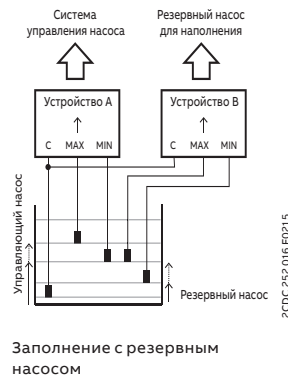 Система
управления насоса
Резервный насос
для наполнения
Устройство A
C MAX MIN
Устройство B
C MAX MIN
Управляющий насос
Резервный насос
2CDC 252 016 F0215
Заполнение с резервным
насосом